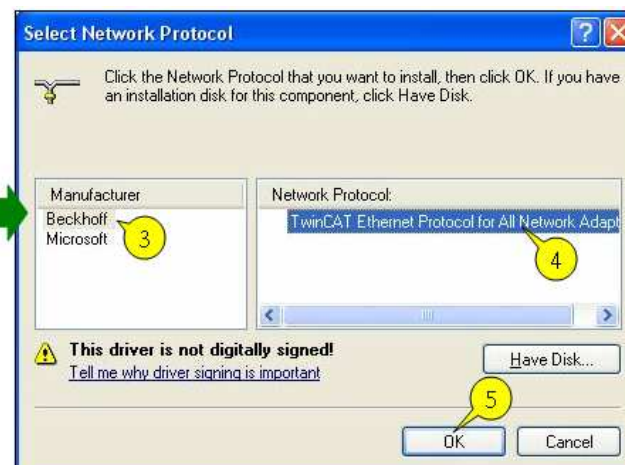 Select Network Protocol
Click the Network Protocol that you want to install, then click OK. If you have
an installation disk for this component, click Have Disk.
Manufacturer
Network Protocol:
Beckhoff
TwinCAT Ethernet Protocol for All Network Adapt
Microsoft
3
4
This driver is not digitally signed!
Have Disk...
Tell me why driver signing is important
5
OK
Cancel